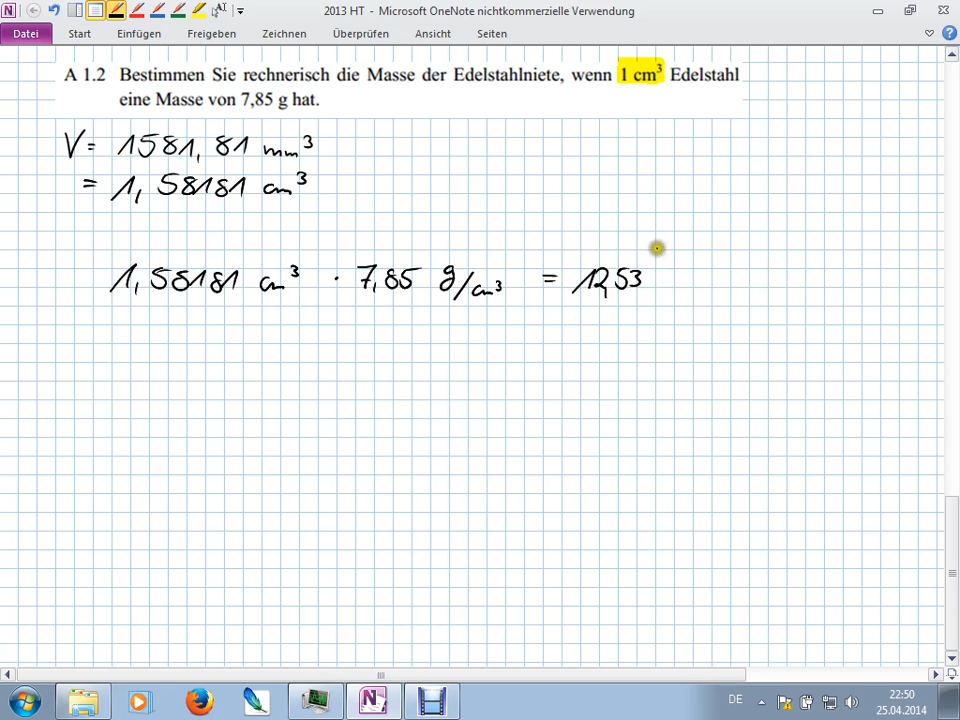 2013 HT - Microsoft OneNote nichtkommerzielle Verwendung
Datei Start Einfügen Freigeben Zeichnen Überprüfen Ansicht Seiten
A 1.2 Bestimmen Sie rechnerisch die Masse der Edelstahlniete, wenn 1 cm³ Edelstahl
eine Masse von 7,85 g hat.
V = 1581,81 mm³
= 1,58181 cm³
1,58181 cm³ · 7,85 g/cm³ = 12,53
DE
22:50
25.04.2014